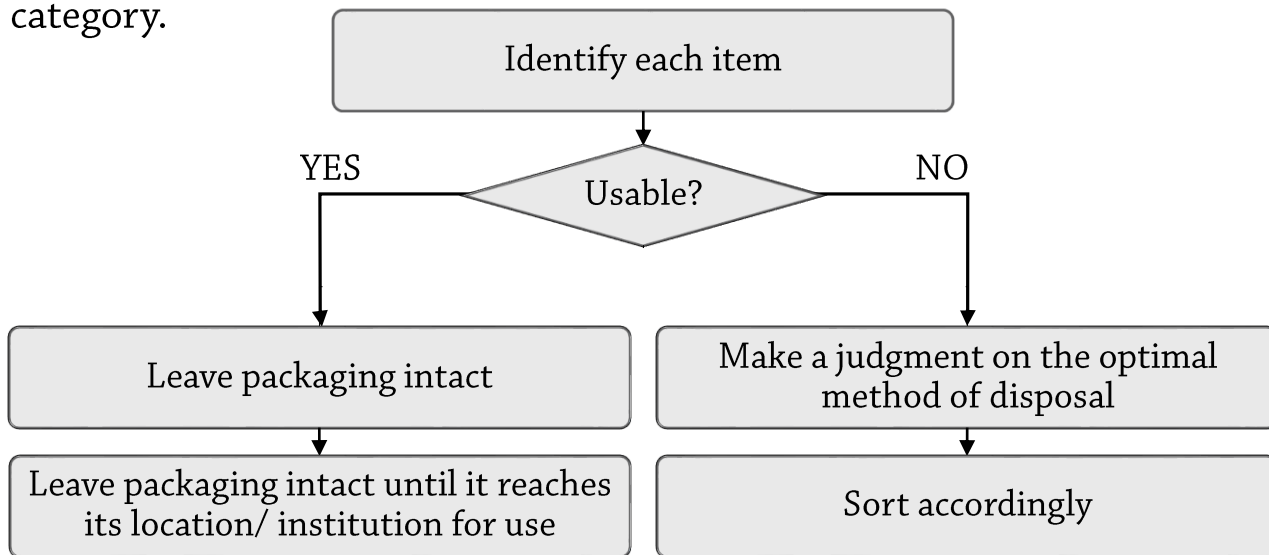 category.
Identify each item
YES
NO
Usable?
Leave packaging intact
Make a judgment on the optimal
method of disposal
Leave packaging intact until it reaches
its location/ institution for use
Sort accordingly